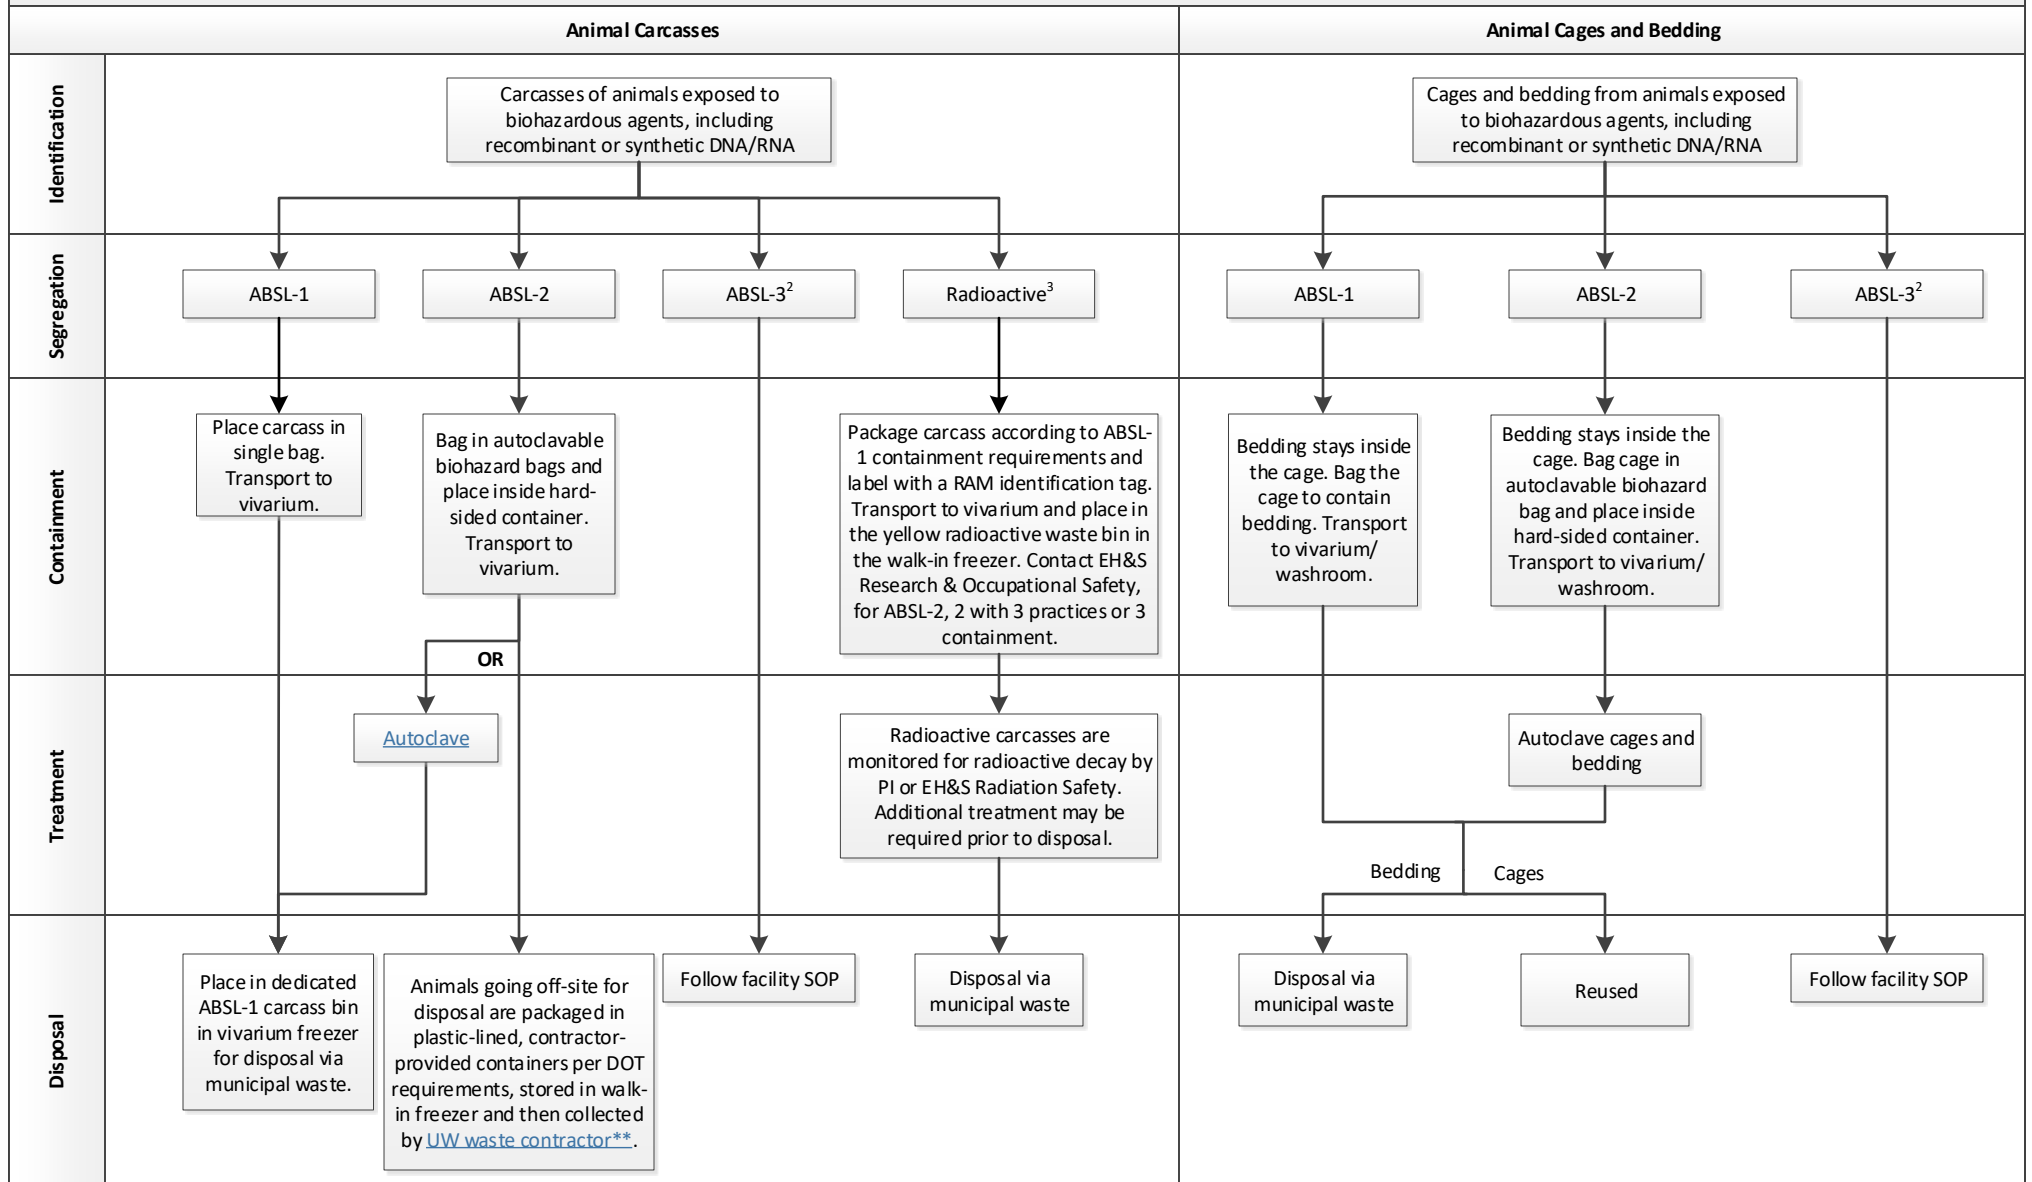 Animal Carcasses
Animal Cages and Bedding
Identification
Carcasses of animals exposed to
biohazardous agents, including
recombinant or synthetic DNA/RNA
Cages and bedding from animals exposed
to biohazardous agents, including
recombinant or synthetic DNA/RNA
Segregation
ABSL-1
ABSL-2
ABSL-3²
Radioactive³
ABSL-1
ABSL-2
ABSL-3²
Containment
Place carcass in
single bag.
Transport to
vivarium.
Bag in autoclavable
biohazard bags and
place inside hard-
sided container.
Transport to
vivarium.
Package carcass according to ABSL-
1 containment requirements and
label with a RAM identification tag.
Transport to vivarium and place in
the yellow radioactive waste bin in
the walk-in freezer. Contact EH&S
Research & Occupational Safety,
for ABSL-2, 2 with 3 practices or 3
containment.
Bedding stays inside
the cage. Bag the
cage to contain
bedding. Transport
to vivarium/
washroom.
Bedding stays inside the
cage. Bag cage in
autoclavable biohazard
bag and place inside
hard-sided container.
Transport to vivarium/
washroom.
OR
Treatment
Autoclave
Radioactive carcasses are
monitored for radioactive decay by
PI or EH&S Radiation Safety.
Additional treatment may be
required prior to disposal.
Autoclave cages and
bedding
Bedding
Cages
Disposal
Place in dedicated
ABSL-1 carcass bin
in vivarium freezer
for disposal via
municipal waste.
Animals going off-site for
disposal are packaged in
plastic-lined, contractor-
provided containers per DOT
requirements, stored in walk-
in freezer and then collected
by UW waste contractor**.
Follow facility SOP
Disposal via
municipal waste
Disposal via
municipal waste
Reused
Follow facility SOP